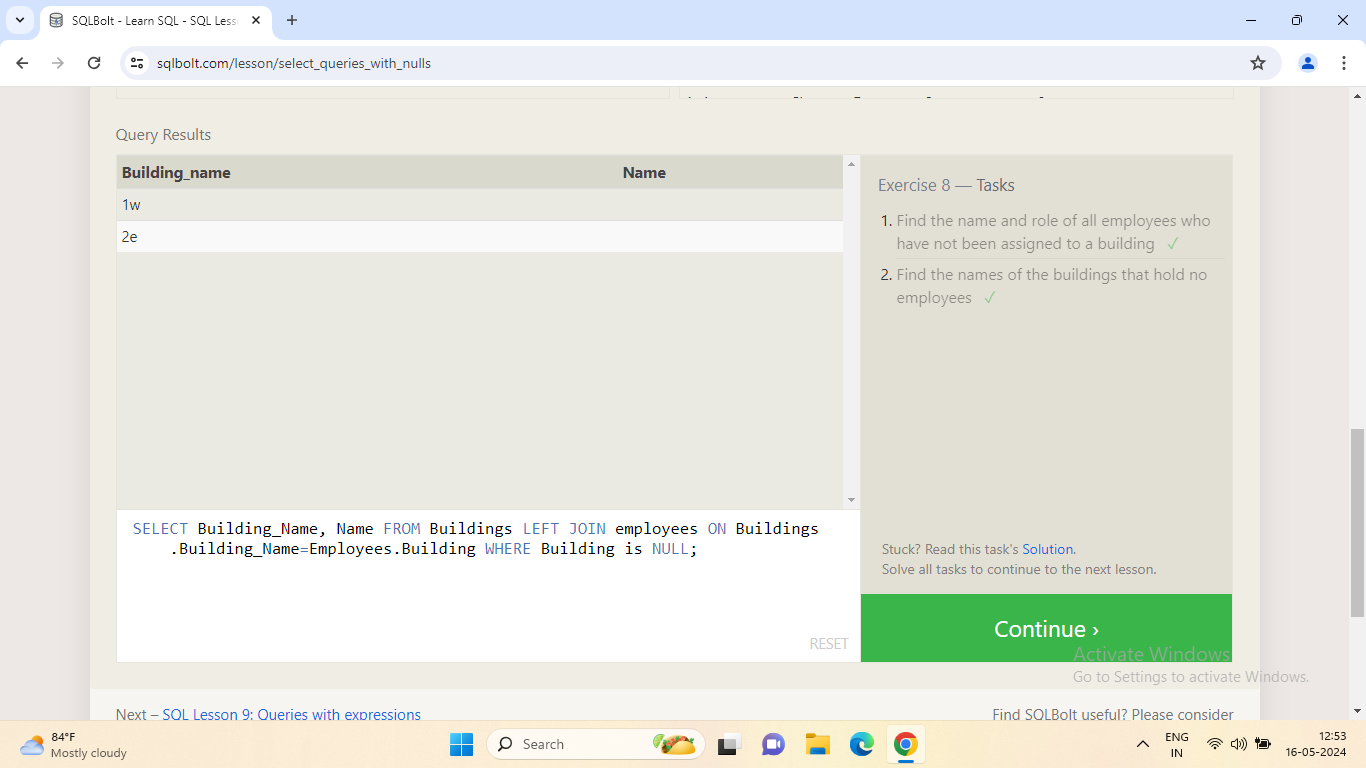 SQLBolt - Learn SQL - SQL Less
sqlbolt.com/lesson/select_queries_with_nulls
Query Results
Building_name Name
1w
2e
Exercise 8 — Tasks
1. Find the name and role of all employees who
have not been assigned to a building ✓
2. Find the names of the buildings that hold no
employees ✓
SELECT Building_Name, Name FROM Buildings LEFT JOIN employees ON Buildings
.Building_Name=Employees.Building WHERE Building is NULL;
RESET
Stuck? Read this task's Solution.
Solve all tasks to continue to the next lesson.
Continue ›
Activate Windows
Go to Settings to activate Windows.
Next – SQL Lesson 9: Queries with expressions
Find SQLBolt useful? Please consider
84°F
Mostly cloudy
Search
ENG
IN
12:53
16-05-2024